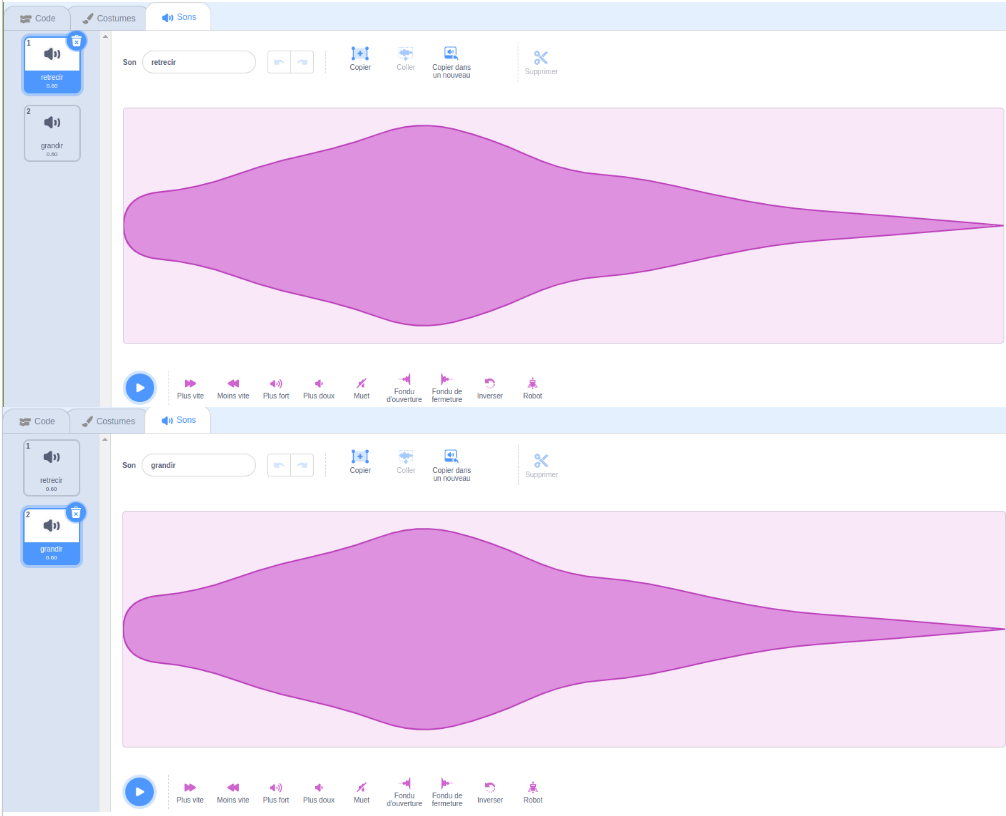 Code Costumes Sons
1
retrecir
0.60
2
grandir
0.60
Son retrecir
Copier Coller Copier dans
un nouveau
Supprimer
Plus vite Moins vite Plus fort Plus doux Muet Fondu
d'ouverture Fondu de
fermeture Inverser Robot
Code Costumes Sons
1
retrecir
0.60
2
grandir
0.60
Son grandir
Copier Coller Copier dans
un nouveau
Supprimer
Plus vite Moins vite Plus fort Plus doux Muet Fondu
d'ouverture Fondu de
fermeture Inverser Robot